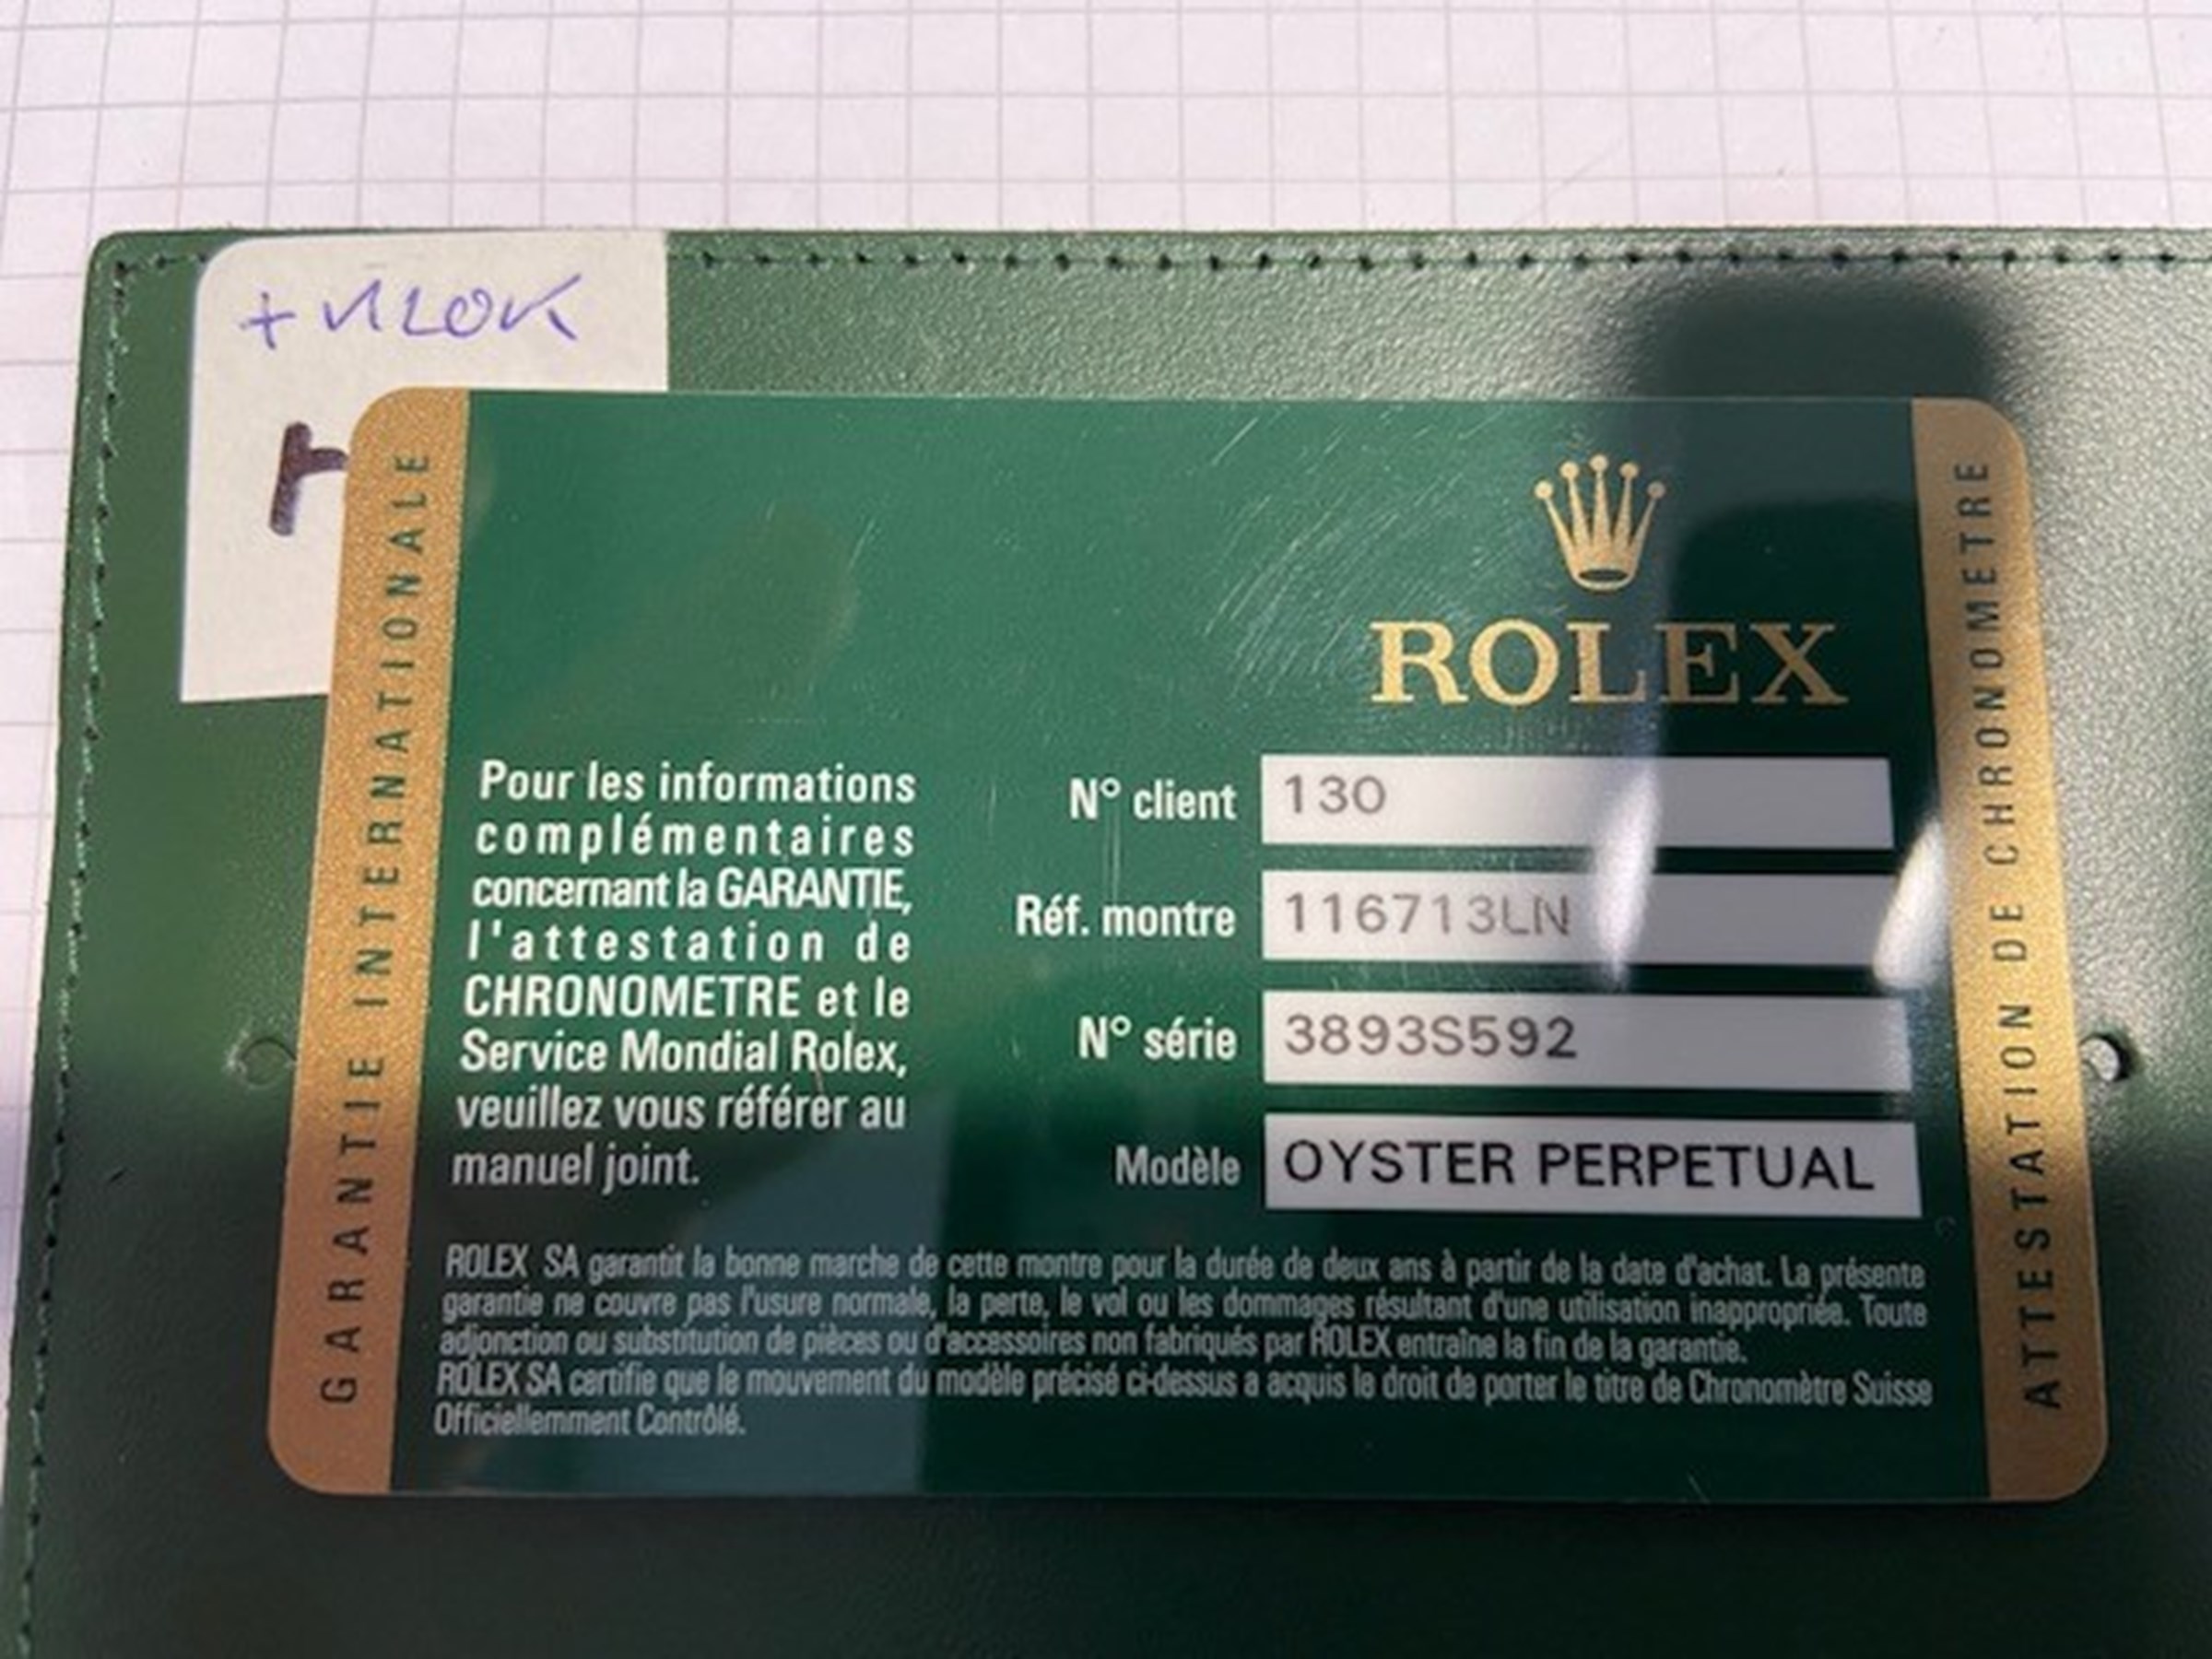 GARANTIE INTERNATIONALE
ROLEX
Pour les informations
complémentaires
concernant la GARANTIE,
l'attestation de
CHRONOMETRE et le
Service Mondial Rolex,
veuillez vous référer au
manuel joint.
N° client 130
Réf. montre 116713LN
N° série 3893S592
Modèle OYSTER PERPETUAL
ROLEX SA garantit la bonne marche de cette montre pour la durée de deux ans à partir de la date d'achat. La présente
garantie ne couvre pas l'usure normale, la perte, le vol ou les dommages résultant d'une utilisation inappropriée. Toute
adjonction ou substitution de pièces ou d'accessoires non fabriqués par ROLEX entraîne la fin de la garantie.
ROLEX SA certifie que le mouvement du modèle précisé ci-dessus a acquis le droit de porter le titre de Chronomètre Suisse
Officiellemment Contrôlé.
ATTESTATION DE CHRONOMETRE